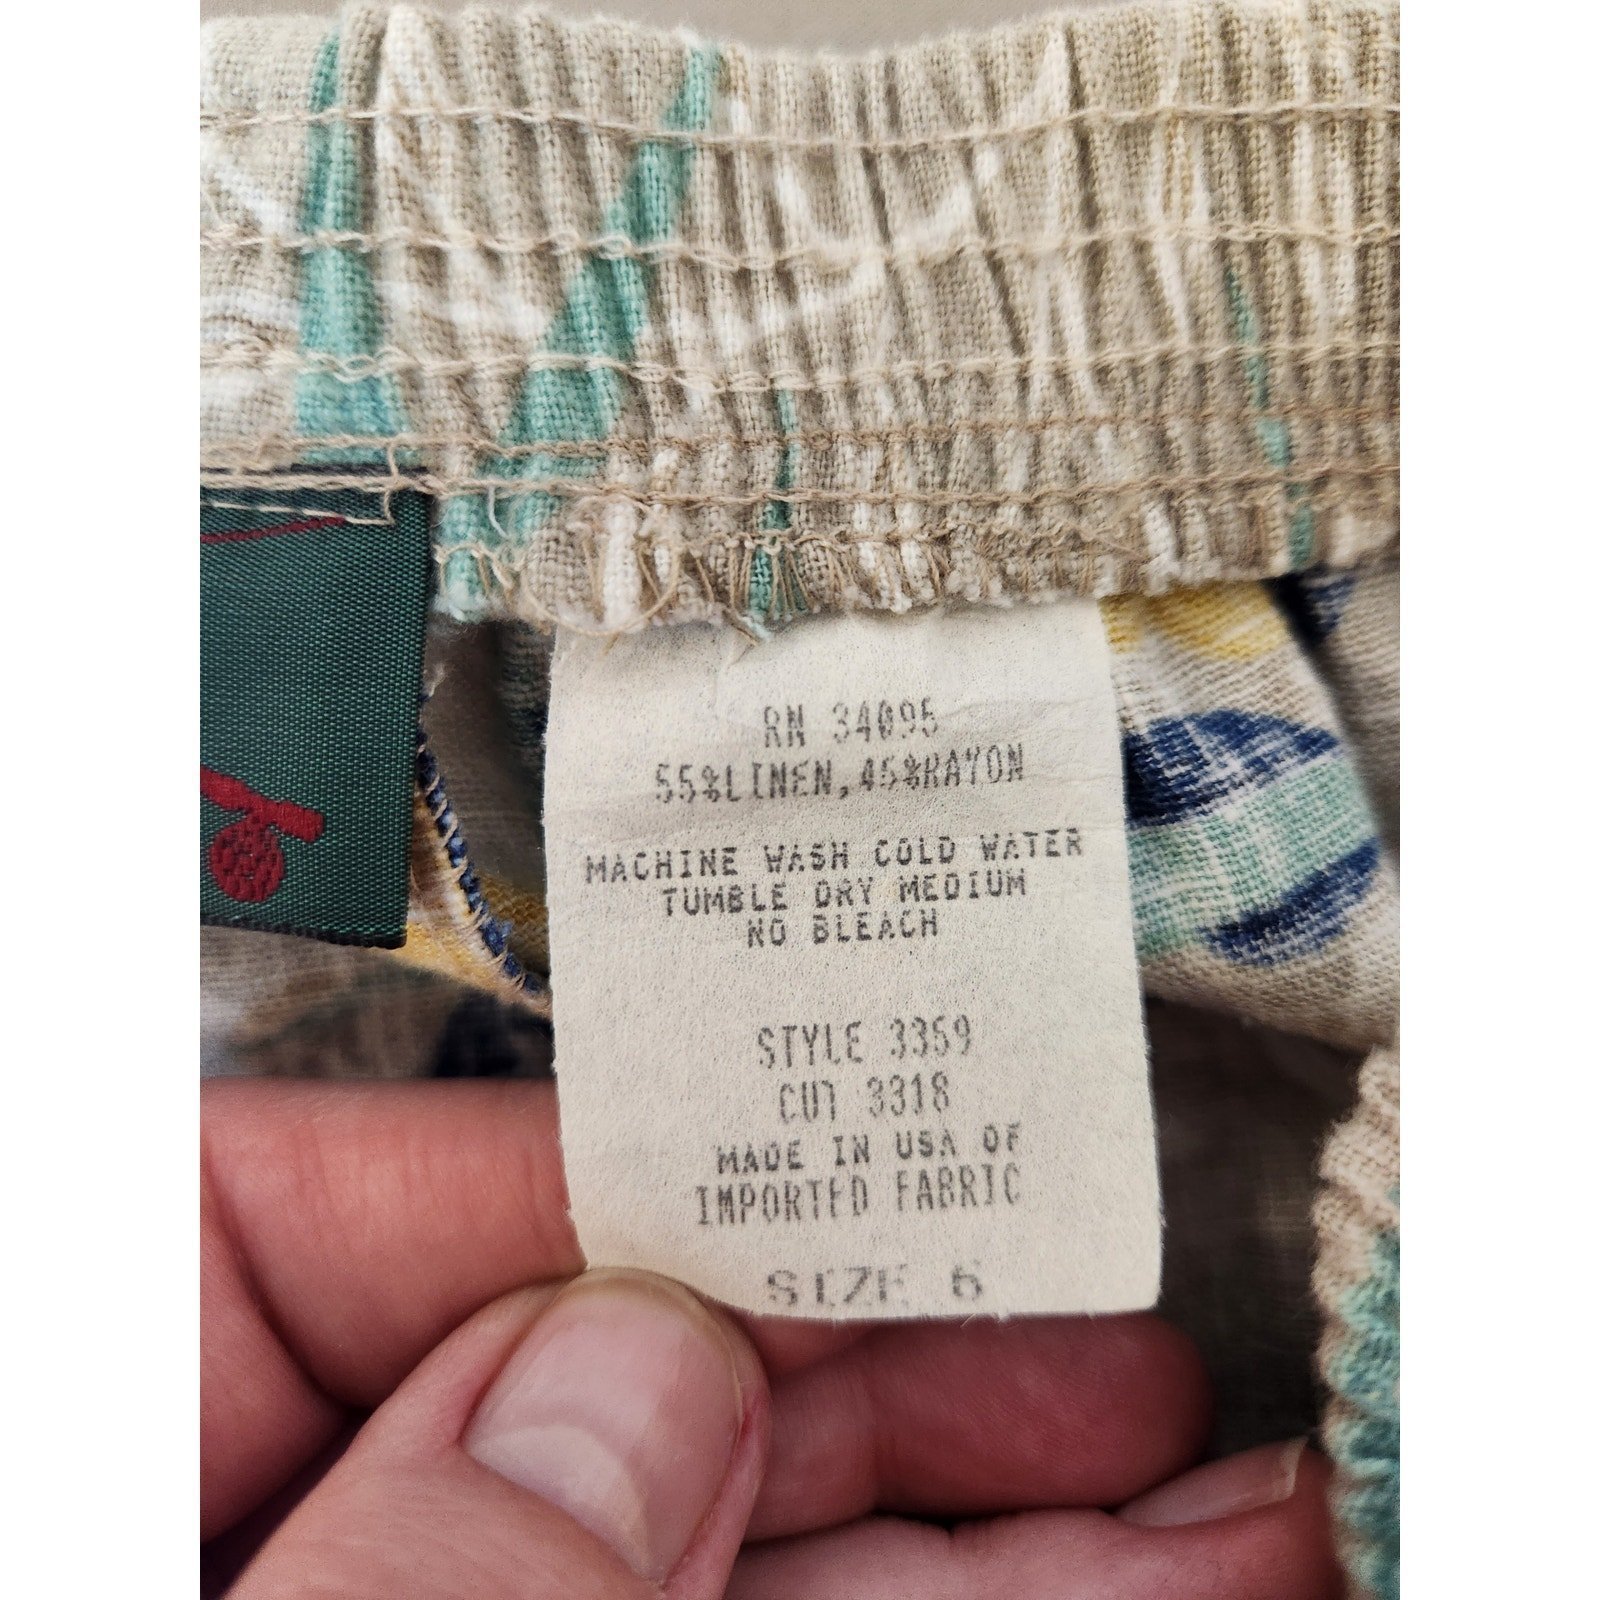 RN 34095
55%LINEN,45%RAYON
MACHINE WASH COLD WATER
TUMBLE DRY MEDIUM
NO BLEACH
STYLE 3359
CUT 3318
MADE IN USA OF
IMPORTED FABRIC
SIZE 6